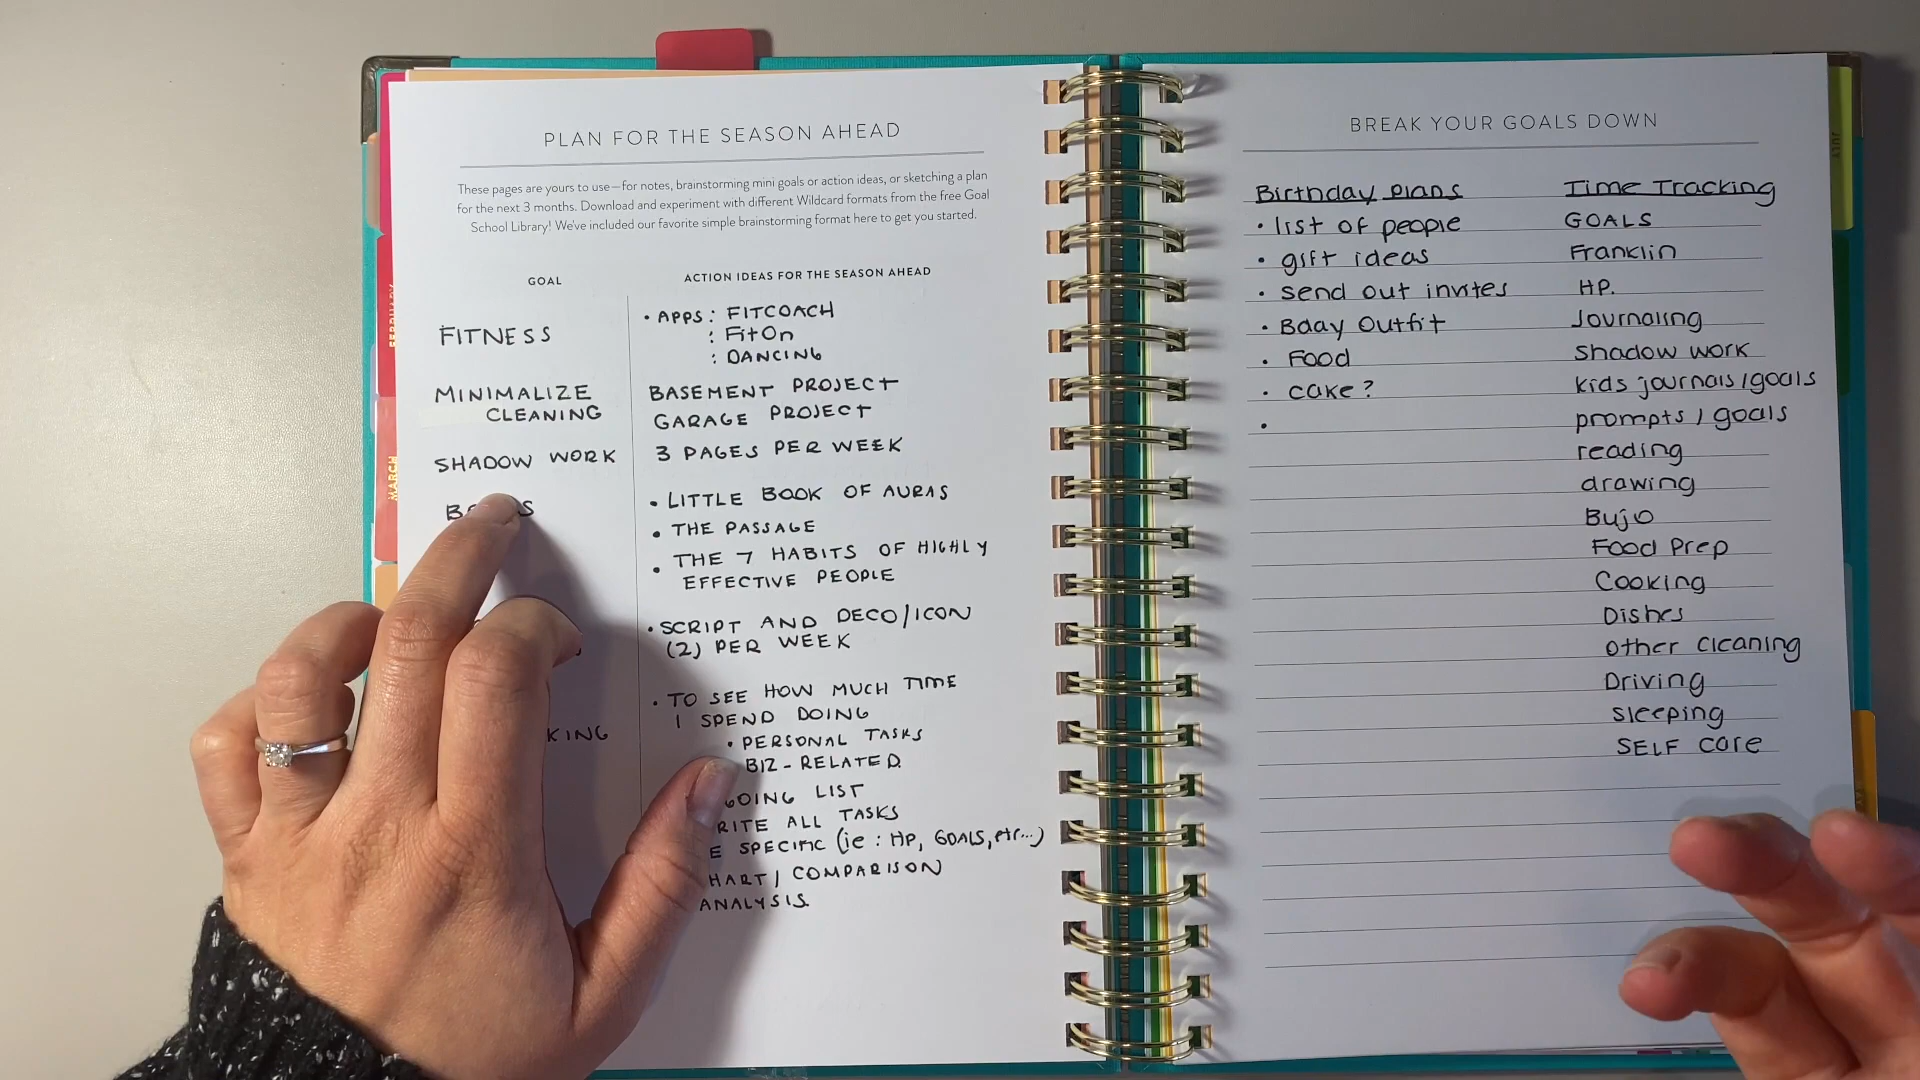 PLAN FOR THE SEASON AHEAD
These pages are yours to use—for notes, brainstorming mini goals or action ideas, or sketching a plan
for the next 3 months. Download and experiment with different Wildcard formats from the free Goal
School Library! We've included our favorite simple brainstorming format here to get you started.
GOAL
ACTION IDEAS FOR THE SEASON AHEAD
FITNESS
• APPS : FITCOACH
: FitOn
: DANCING
MINIMALIZE
CLEANING
BASEMENT PROJECT
GARAGE PROJECT
SHADOW WORK
3 PAGES PER WEEK
• LITTLE BOOK OF AURAS
• THE PASSAGE
• THE 7 HABITS OF HIGHLY
EFFECTIVE PEOPLE
• SCRIPT AND DECO/ICON
(2) PER WEEK
KING
• TO SEE HOW MUCH TIME
I SPEND DOING
• PERSONAL TASKS
BIZ - RELATED.
GOING LIST
RITE ALL TASKS
E SPECIFIC (ie : HP, GOALS, etc...)
HART / COMPARISON
ANALYSIS.
BREAK YOUR GOALS DOWN
Birthday plans
• list of people
• gift ideas
• send out invites
• Bday Outfit
• Food
• cake?
•
Time Tracking
GOALS
Franklin
HP.
Journaling
Shadow work
kids journals / goals
prompts / goals
reading
drawing
Bujo
Food Prep
Cooking
Dishes
Other Cleaning
Driving
sleeping
SELF care
FEBRUARY
MARCH
JULY